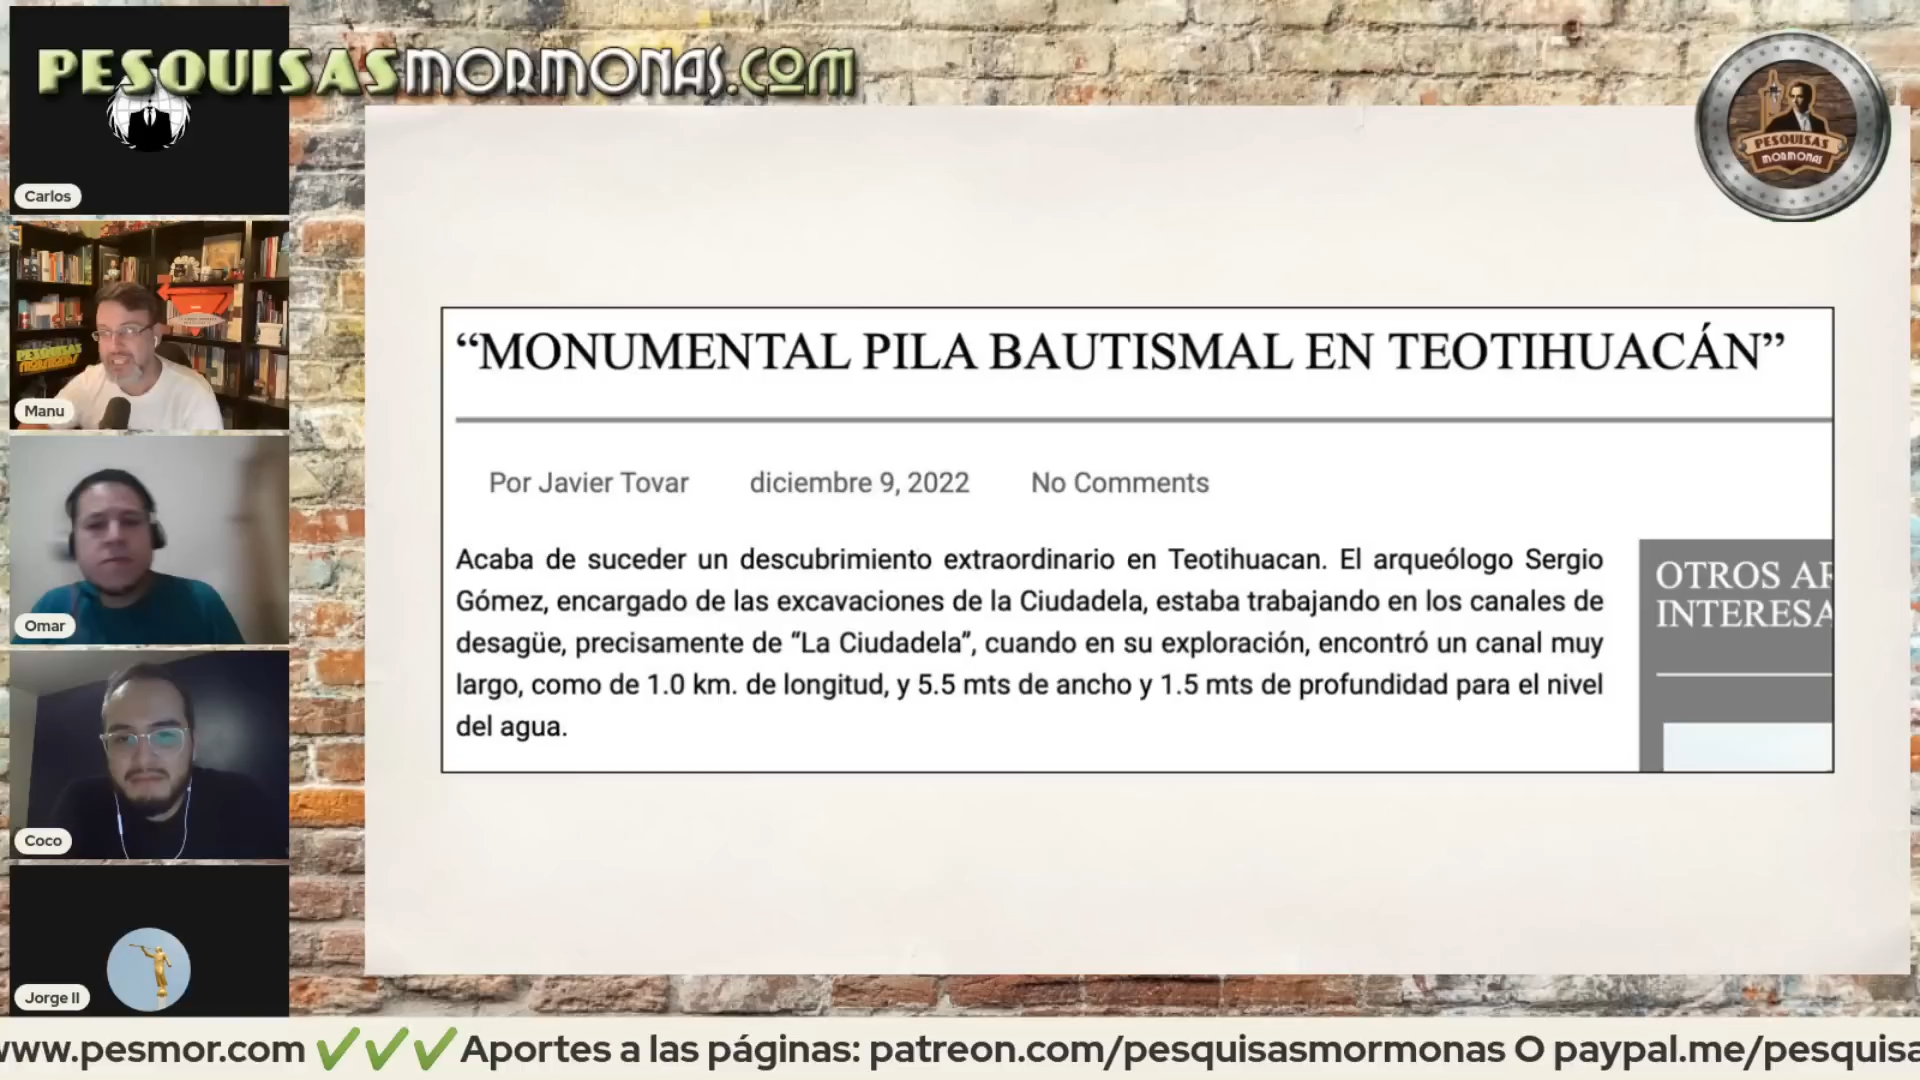 PESQUISASMORMONAS.COM
PESQUISAS
MORMONAS
Carlos
PESQUISAS
Manu
Omar
Coco
Jorge II
“MONUMENTAL PILA BAUTISMAL EN TEOTIHUACÁN”
Por Javier Tovar diciembre 9, 2022 No Comments
Acaba de suceder un descubrimiento extraordinario en Teotihuacan. El arqueólogo Sergio
Gómez, encargado de las excavaciones de la Ciudadela, estaba trabajando en los canales de
desagüe, precisamente de “La Ciudadela”, cuando en su exploración, encontró un canal muy
largo, como de 1.0 km. de longitud, y 5.5 mts de ancho y 1.5 mts de profundidad para el nivel
del agua.
OTROS AR
INTERESA
www.pesmor.com ✓✓✓ Aportes a las páginas: patreon.com/pesquisasmormonas O paypal.me/pesquisa